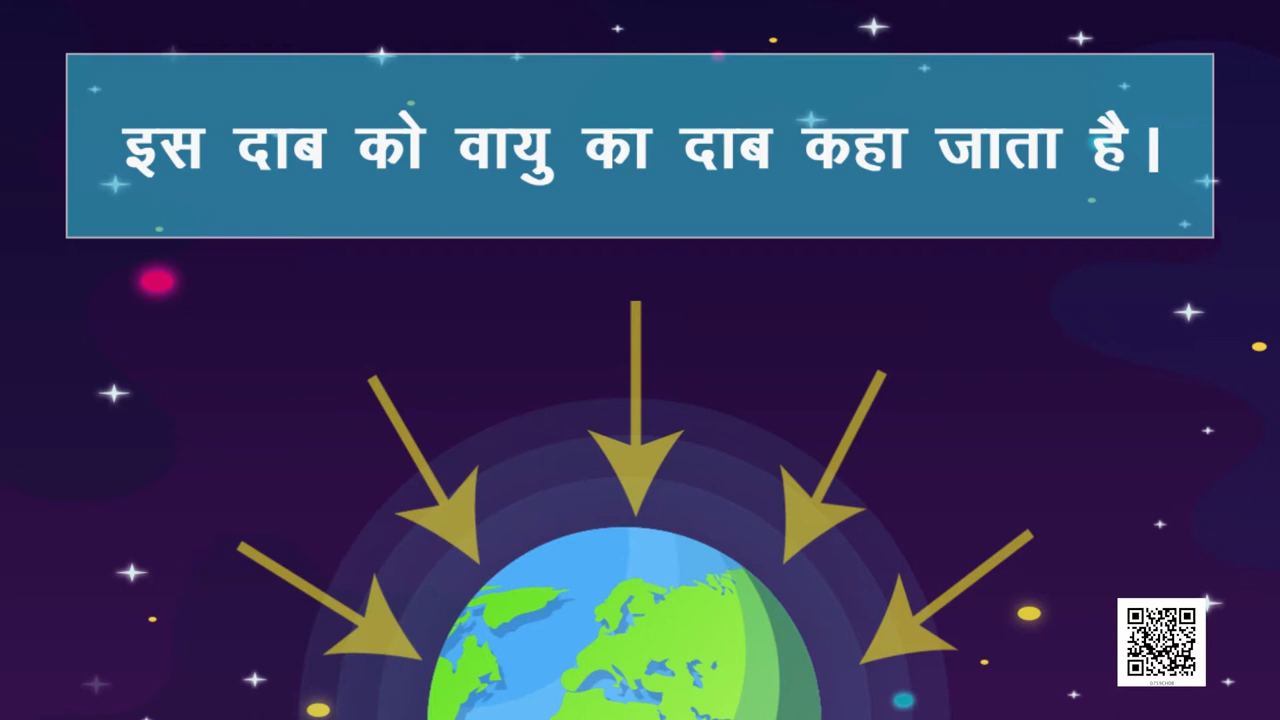 इस दाब को वायु का दाब कहा जाता है।